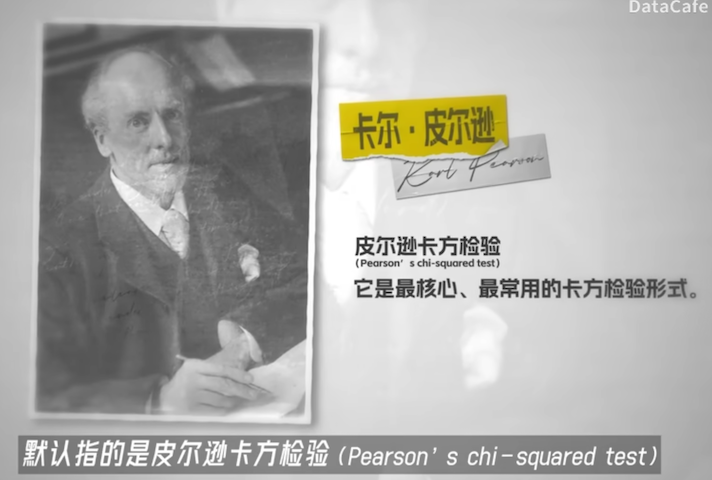 DataCafe
卡尔·皮尔逊
Karl Pearson
皮尔逊卡方检验
(Pearson’s chi-squared test)
它是最核心、最常用的卡方检验形式。
默认指的是皮尔逊卡方检验(Pearson’s chi-squared test)